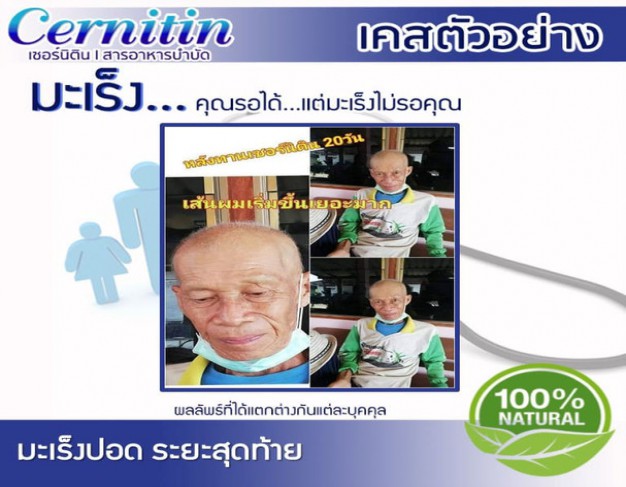 Cernitin
เซอร์นิติน | สารอาหารบำบัด
เคสตัวอย่าง
มะเร็ง... คุณรอได้...แต่มะเร็งไม่รอคุณ
หลังทานเซอร์นิติน 20วัน
เส้นผมเริ่มขึ้นเยอะมาก
ผลลัพธ์ที่ได้แตกต่างกันแต่ละบุคคล
100%
NATURAL
มะเร็งปอด ระยะสุดท้าย